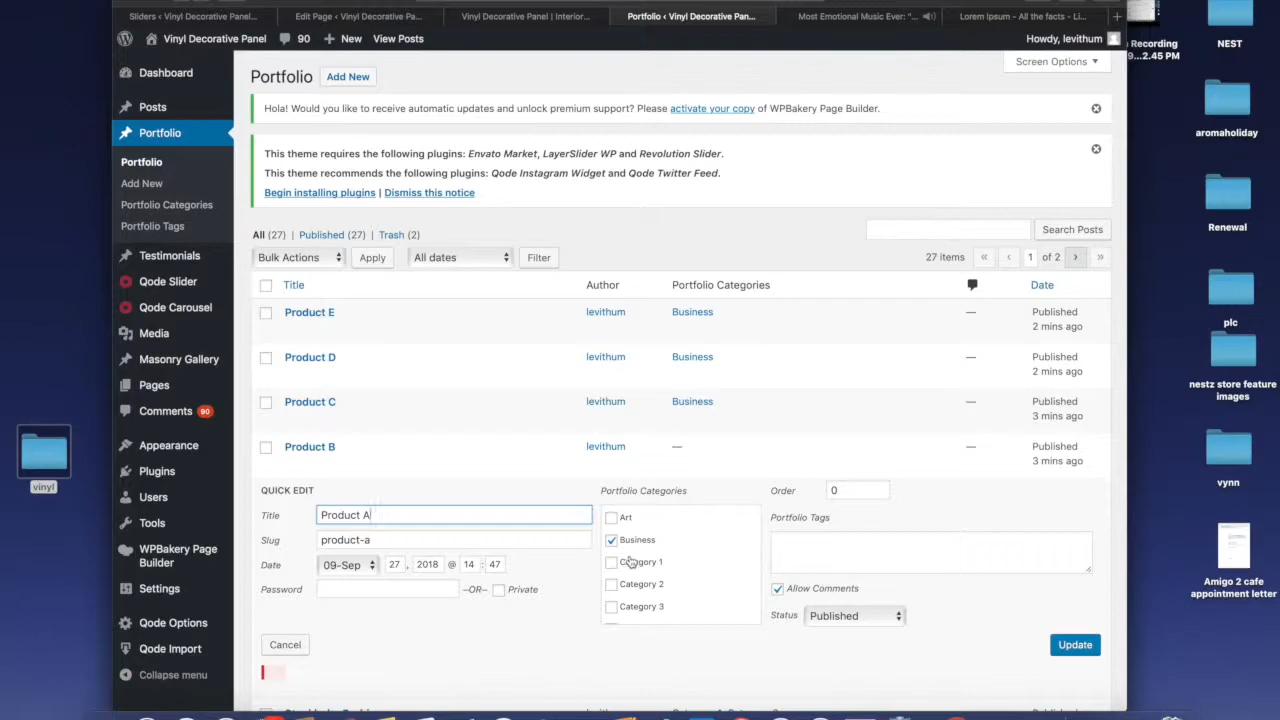 Sliders < Vinyl Decorative Panel...
Edit Page < Vinyl Decorative Pa...
Vinyl Decorative Panel | Interior...
Portfolio < Vinyl Decorative Pan...
Most Emotional Music Ever: "...
Lorem Ipsum - All the facts - Li...
Vinyl Decorative Panel
90
New
View Posts
Howdy, levithum
Dashboard
Posts
Portfolio
Portfolio
Add New
Portfolio Categories
Portfolio Tags
Testimonials
Qode Slider
Qode Carousel
Media
Masonry Gallery
Pages
Comments 90
Appearance
Plugins
Users
Tools
WPBakery Page
Builder
Settings
Qode Options
Qode Import
Collapse menu
Portfolio
Add New
Screen Options
Hola! Would you like to receive automatic updates and unlock premium support? Please activate your copy of WPBakery Page Builder.
This theme requires the following plugins: Envato Market, LayerSlider WP and Revolution Slider.
This theme recommends the following plugins: Qode Instagram Widget and Qode Twitter Feed.
Begin installing plugins | Dismiss this notice
All (27) | Published (27) | Trash (2)
Search Posts
Bulk Actions
Apply
All dates
Filter
27 items « ‹ 1 of 2 › »
Title Author Portfolio Categories Date
Product E levithum Business — Published
2 mins ago
Product D levithum Business — Published
2 mins ago
Product C levithum Business — Published
3 mins ago
Product B levithum — — Published
3 mins ago
QUICK EDIT
Title Product A
Slug product-a
Date 09-Sep 27 , 2018 @ 14 : 47
Password –OR– Private
Portfolio Categories
Art
Business
Category 1
Category 2
Category 3
Order 0
Portfolio Tags
Allow Comments
Status Published
Cancel
Update
vinyl
Recording
9...2.45 PM
NEST
aromaholiday
Renewal
plc
nestz store feature
images
vynn
Amigo 2 cafe
appointment letter